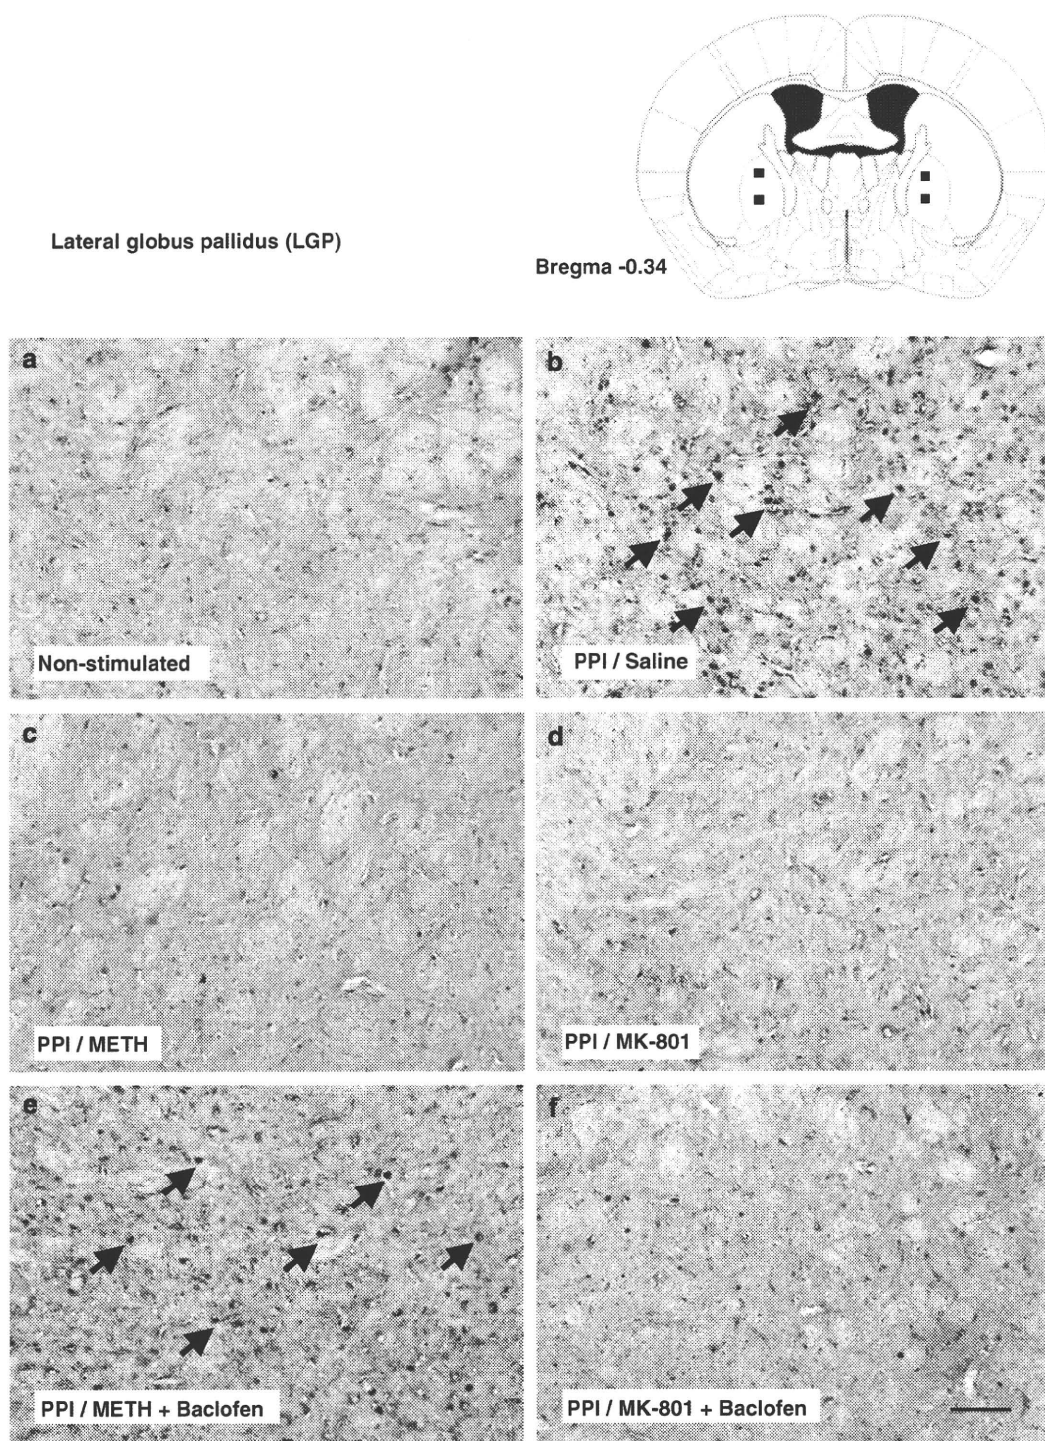 Lateral globus pallidus (LGP)
Bregma -0.34
a
b
Non-stimulated
PPI / Saline
c
d
PPI / METH
PPI / MK-801
e
f
PPI / METH + Baclofen
PPI / MK-801 + Baclofen